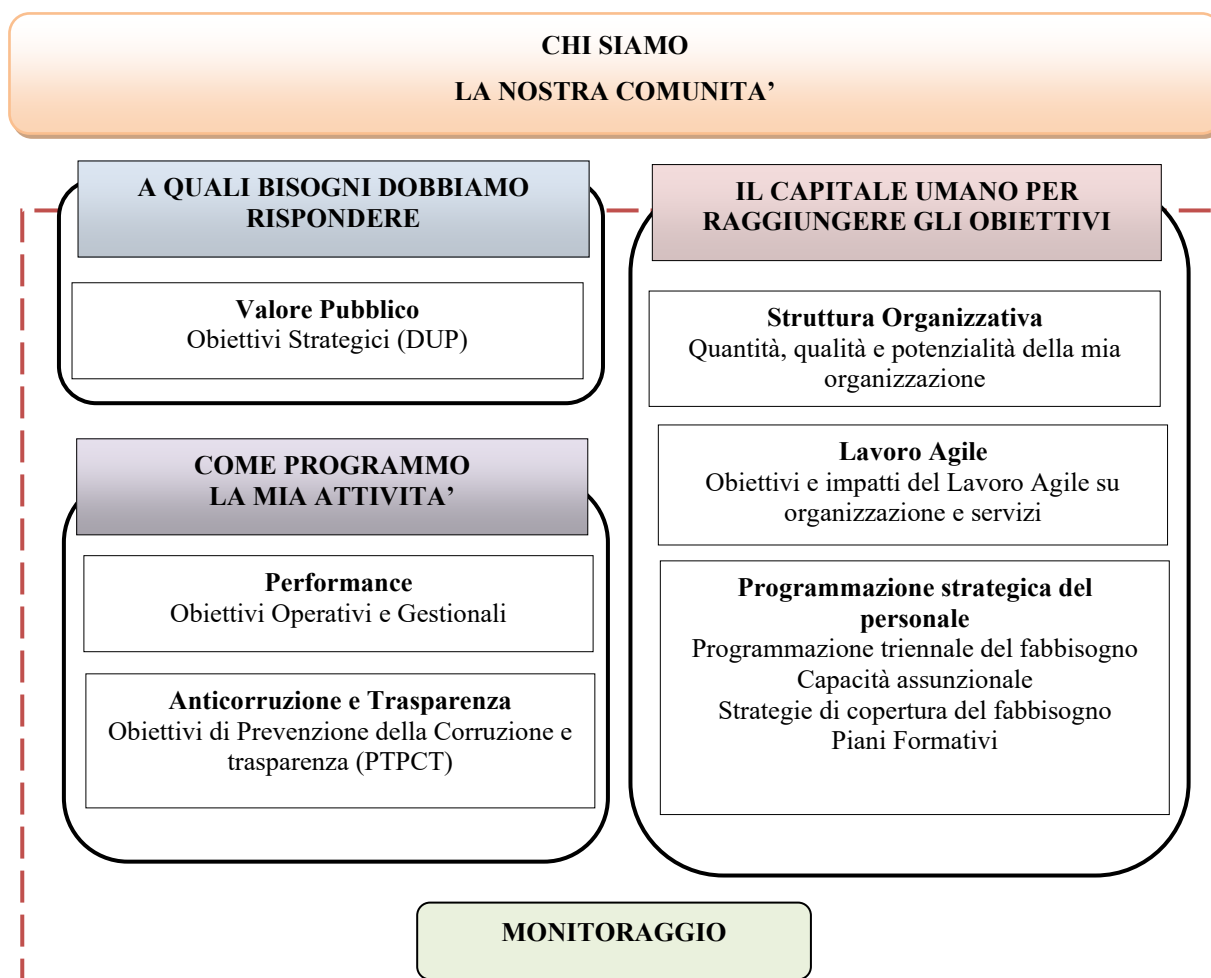 CHI SIAMO
LA NOSTRA COMUNITA’
A QUALI BISOGNI DOBBIAMO
RISPONDERE
Valore Pubblico
Obiettivi Strategici (DUP)
COME PROGRAMMO
LA MIA ATTIVITA’
Performance
Obiettivi Operativi e Gestionali
Anticorruzione e Trasparenza
Obiettivi di Prevenzione della Corruzione e
trasparenza (PTPCT)
IL CAPITALE UMANO PER
RAGGIUNGERE GLI OBIETTIVI
Struttura Organizzativa
Quantità, qualità e potenzialità della mia
organizzazione
Lavoro Agile
Obiettivi e impatti del Lavoro Agile su
organizzazione e servizi
Programmazione strategica del
personale
Programmazione triennale del fabbisogno
Capacità assunzionale
Strategie di copertura del fabbisogno
Piani Formativi
MONITORAGGIO